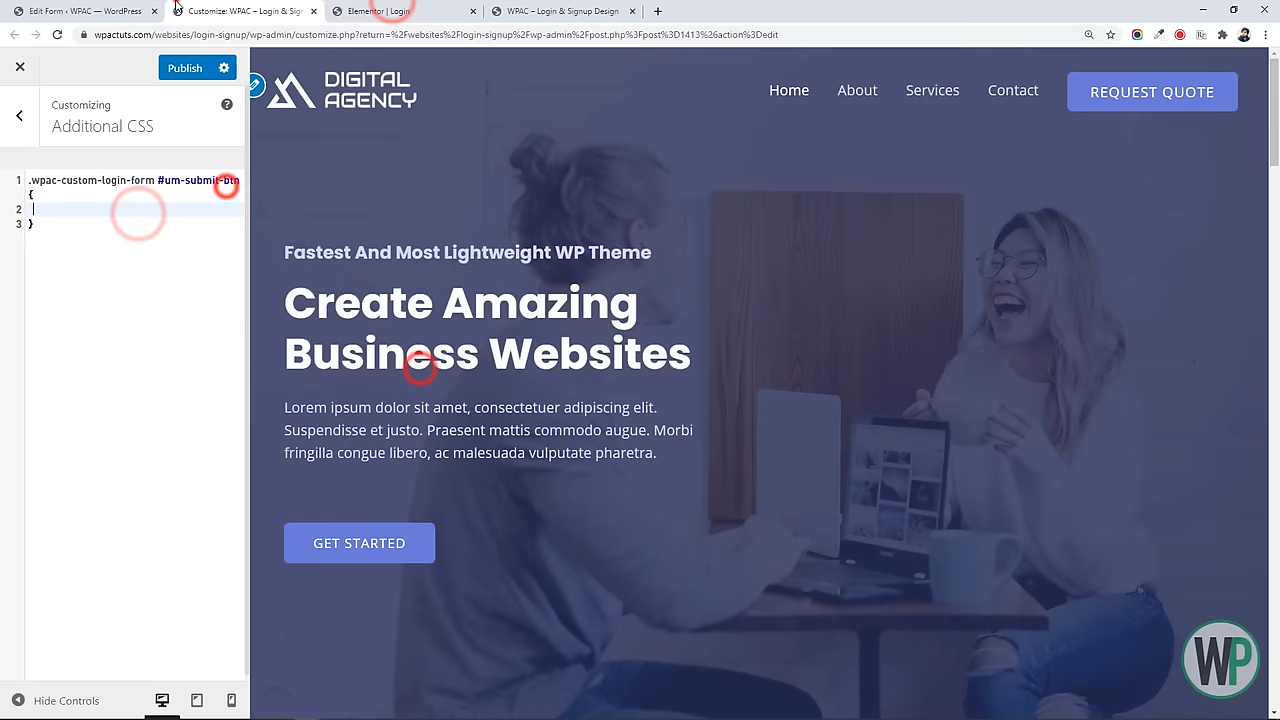 Edit Form ‹ WPAC — WordPress
Customize: WPAC – Login & Sign
Elementor | Login
WPAC – Login & Signup Design
wpactuts.com/websites/login-signup/wp-admin/customize.php?return=%2Fwebsites%2Flogin-signup%2Fwp-admin%2Fpost.php%3Fpost%3D1413%26action%3Dedit
Publish
Customizing
Additional CSS
1 .wpac-custom-login-form #um-submit-btn
{
2
3 }
Hide Controls
DIGITAL
AGENCY
Home About Services Contact REQUEST QUOTE
Fastest And Most Lightweight WP Theme
Create Amazing
Business Websites
Lorem ipsum dolor sit amet, consectetuer adipiscing elit.
Suspendisse et justo. Praesent mattis commodo augue. Morbi
fringilla congue libero, ac malesuada vulputate pharetra.
GET STARTED
WP